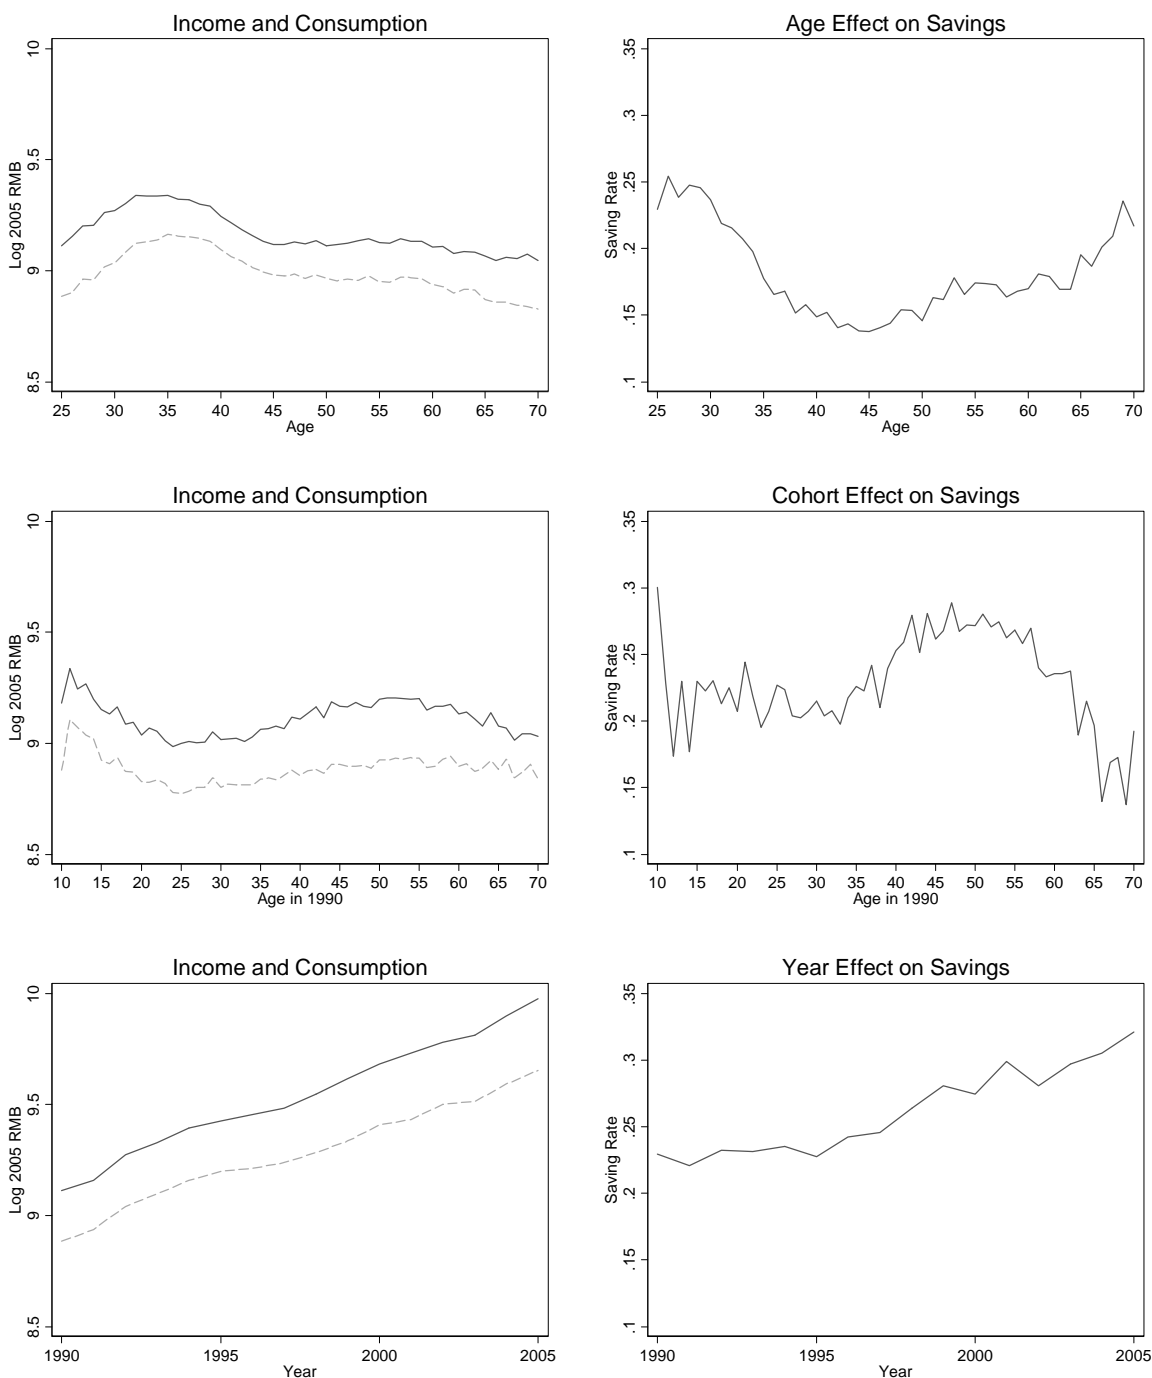 Income and Consumption
Log 2005 RMB
10
9.5
9
8.5
25 30 35 40 45 50 55 60 65 70
Age
Age Effect on Savings
Saving Rate
.35
.3
.25
.2
.15
.1
25 30 35 40 45 50 55 60 65 70
Age
Income and Consumption
Log 2005 RMB
10
9.5
9
8.5
10 15 20 25 30 35 40 45 50 55 60 65 70
Age in 1990
Cohort Effect on Savings
Saving Rate
.35
.3
.25
.2
.15
.1
10 15 20 25 30 35 40 45 50 55 60 65 70
Age in 1990
Income and Consumption
Log 2005 RMB
10
9.5
9
8.5
1990 1995 2000 2005
Year
Year Effect on Savings
Saving Rate
.35
.3
.25
.2
.15
.1
1990 1995 2000 2005
Year